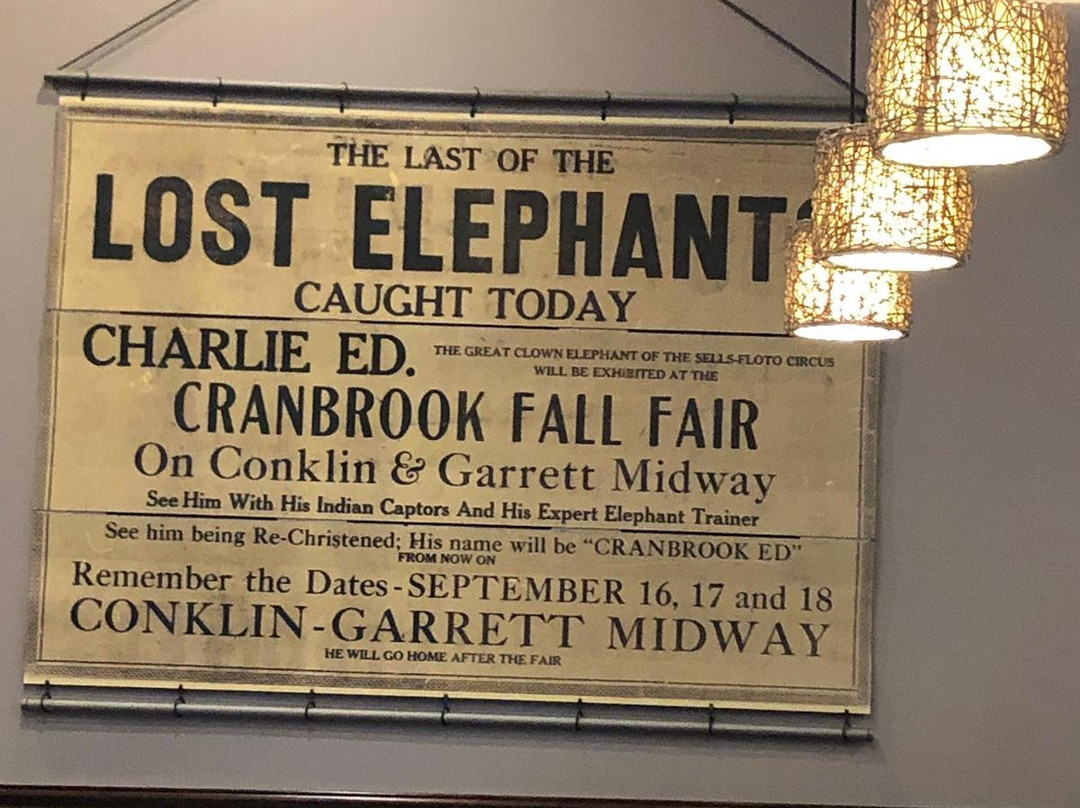 THE LAST OF THE
LOST ELEPHANTS
CAUGHT TODAY
CHARLIE ED.
THE GREAT CLOWN ELEPHANT OF THE SELLS-FLOTO CIRCUS
WILL BE EXHIBITED AT THE
CRANBROOK FALL FAIR
On Conklin & Garrett Midway
See Him With His Indian Captors And His Expert Elephant Trainer
See him being Re-Christened; His name will be "CRANBROOK ED"
FROM NOW ON
Remember the Dates-SEPTEMBER 16, 17 and 18
CONKLIN-GARRETT MIDWAY
HE WILL GO HOME AFTER THE FAIR